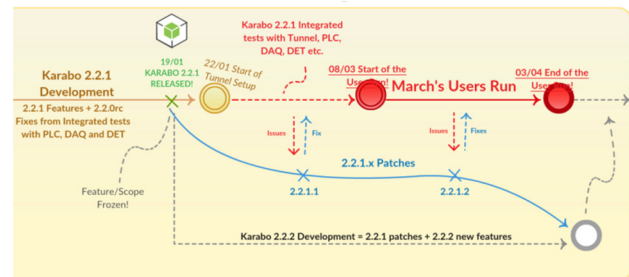 Karabo 2.2.1 Integrated
tests with Tunnel, PLC,
DAQ, DET etc.
19/01
KARABO 2.2.1
RELEASED!
22/01 Start of
Tunnel Setup
08/03 Start of the
03/04 End of the
Karabo 2.2.1
Development
March's Users Run
2.2.1 Features + 2.2.0rc
Fixes from Integrated tests
with PLC, DAQ and DET
Issues
Fix
Issues
Fixes
2.2.1.x Patches
Feature/Scope
Frozen!
2.2.1.1
2.2.1.2
Karabo 2.2.2 Development = 2.2.1 patches + 2.2.2 new features